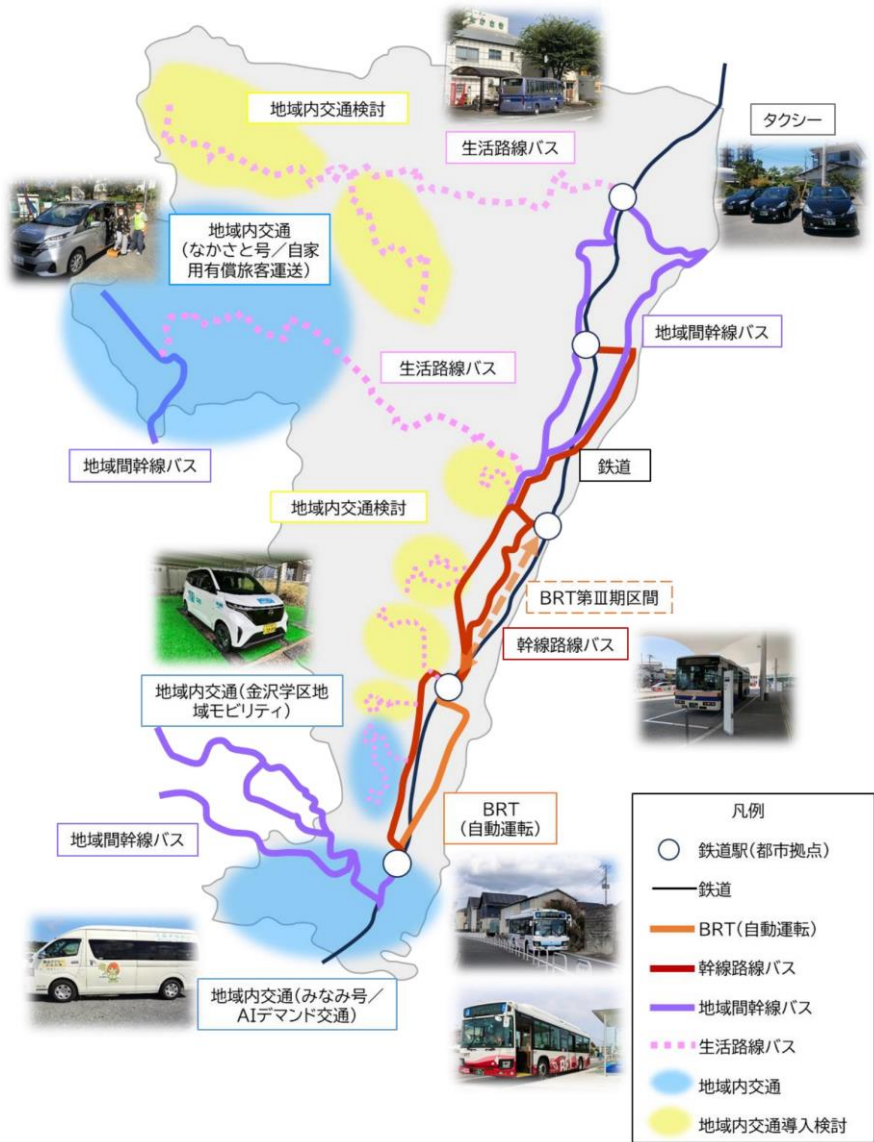 地域内交通検討
生活路線バス
タクシー
地域内交通
(なかさと号／自家
用有償旅客運送)
地域間幹線バス
生活路線バス
地域間幹線バス
鉄道
地域内交通検討
BRT第Ⅲ期区間
幹線路線バス
地域内交通(金沢学区地
域モビリティ)
BRT
(自動運転)
地域間幹線バス
地域内交通(みなみ号／
AIデマンド交通)
凡例
鉄道駅(都市拠点)
鉄道
BRT(自動運転)
幹線路線バス
地域間幹線バス
生活路線バス
地域内交通
地域内交通導入検討